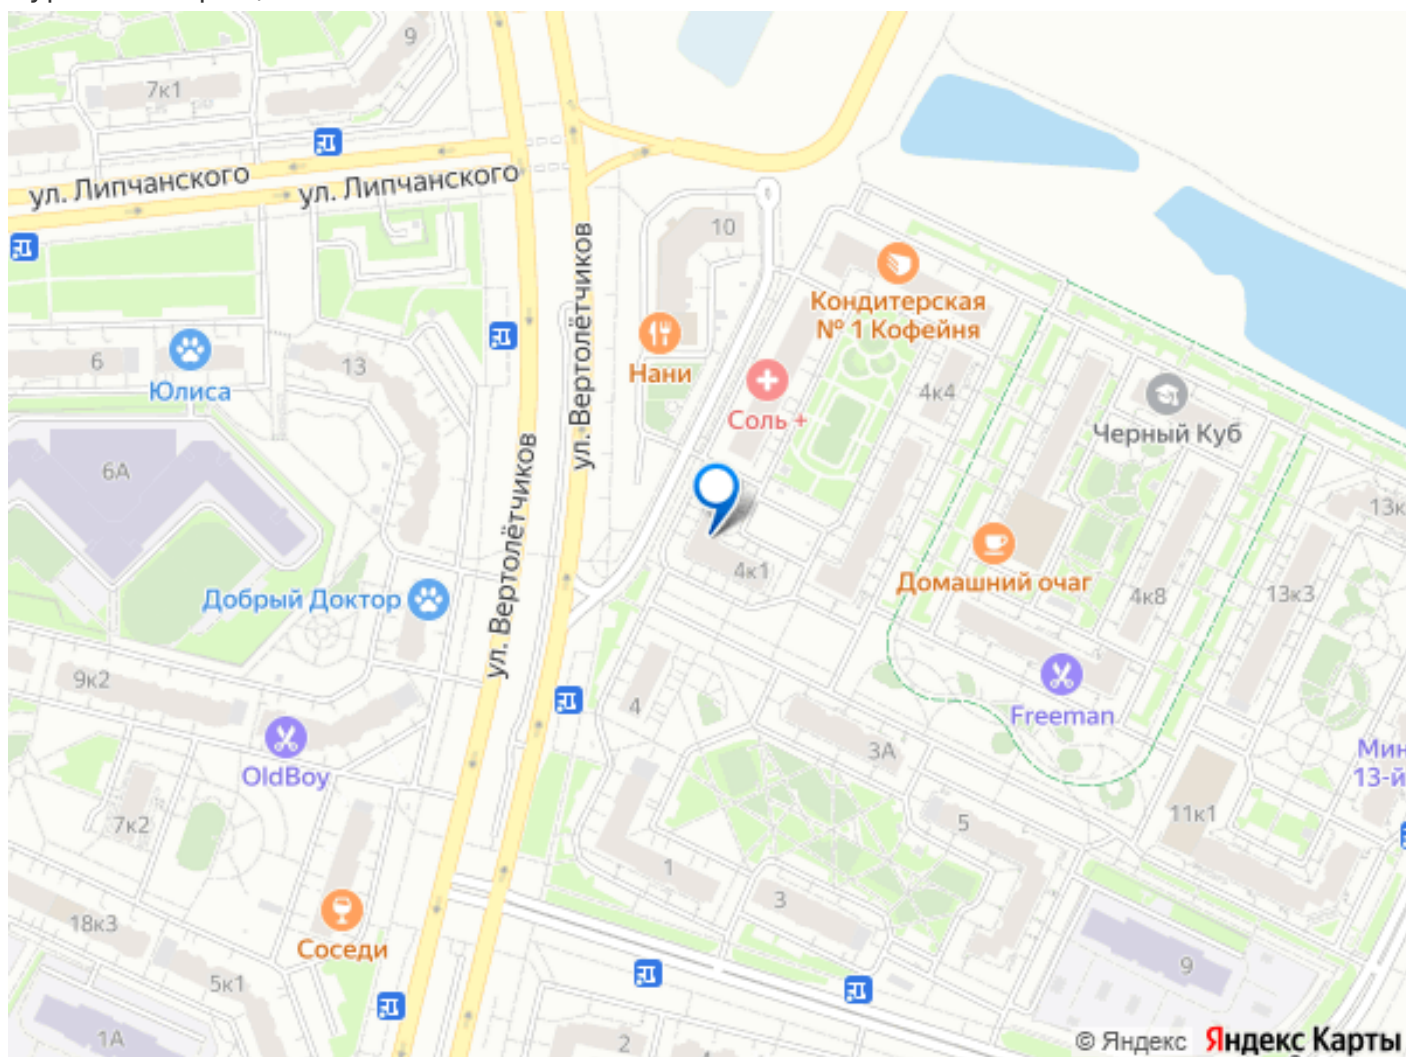 9
7к1
ул. Липчанского
ул. Липчанского
10
ул. Вертолётчиков
Кондитерская
№ 1 Кофейня
6
Юлиса
13
Нани
4к4
Соль +
Черный Куб
6А
ул. Вертолётчиков
13к
4к1
Домашний очаг
4к8
13к3
Добрый Доктор
9к2
4
Freeman
3А
OldBoy
Мин
13-й
7к2
5
11к1
1
3
18к3
Соседи
9
5к1
1А
2
© Яндекс Яндекс Карты